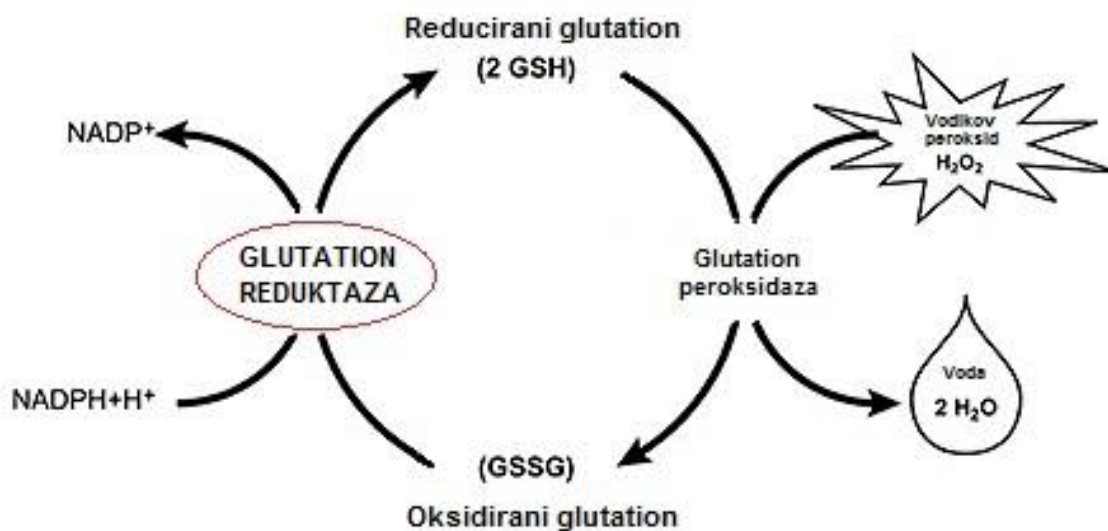 Reducirani glutation
(2 GSH)
NADP⁺
Vodikov
peroksid
H₂O₂
GLUTATION
REDUKTAZA
Glutation
peroksidaza
NADPH+H⁺
Voda
2 H₂O
(GSSG)
Oksidirani glutation